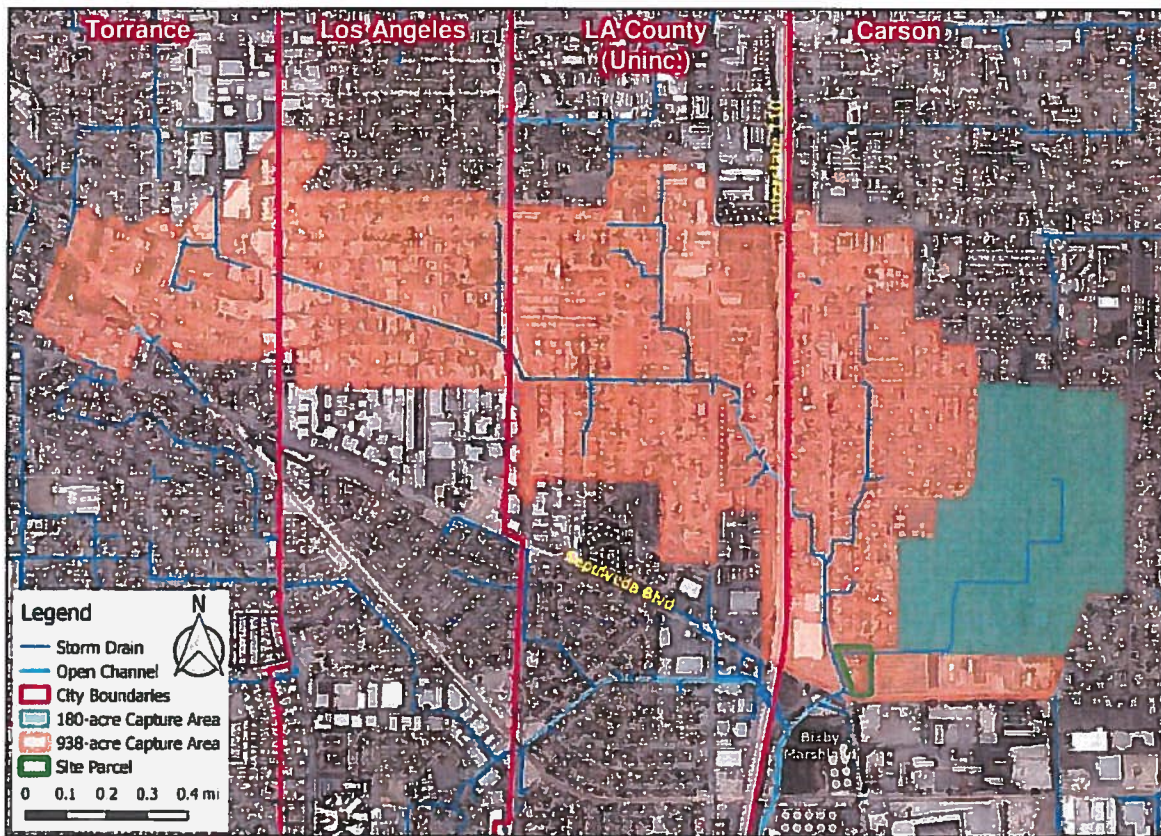 Torrance
Los Angeles
LA County
(Uninc.)
Carson
Sepulveda Blvd
Bixby
Marsh
Legend
N
Storm Drain
Open Channel
City Boundaries
180-acre Capture Area
938-acre Capture Area
Site Parcel
0 0.1 0 2 0.3 0.4 mi